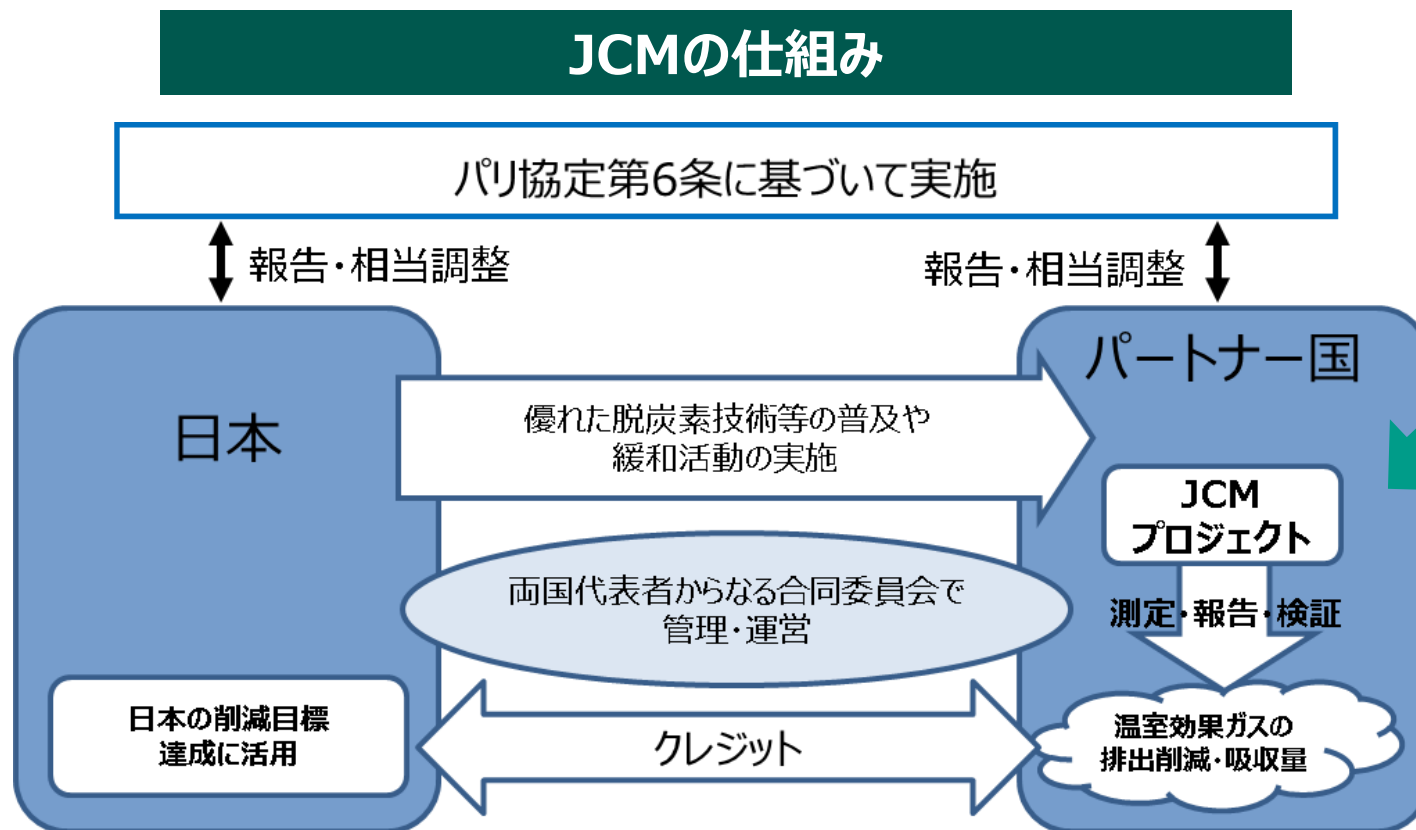 JCMの仕組み
パリ協定第6条に基づいて実施
報告・相当調整
報告・相当調整
日本
パートナー国
優れた脱炭素技術等の普及や
緩和活動の実施
JCM
プロジェクト
両国代表者からなる合同委員会で
管理・運営
測定・報告・検証
日本の削減目標
達成に活用
クレジット
温室効果ガスの
排出削減・吸収量